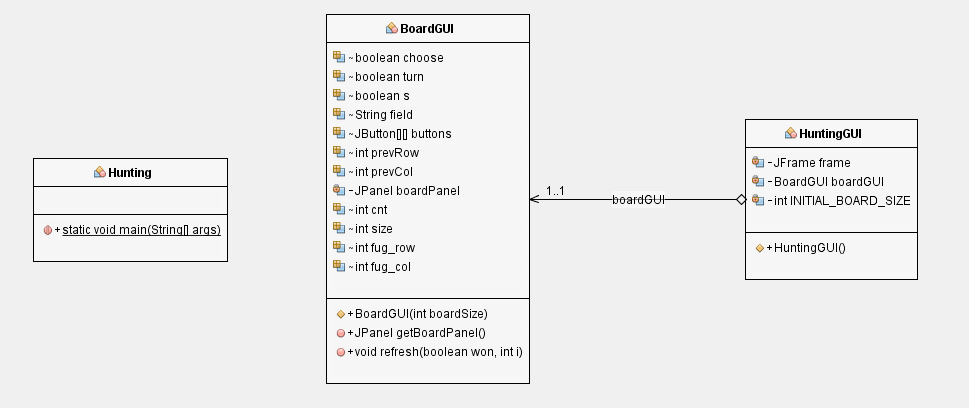 Hunting
+ static void main(String[] args)
BoardGUI
~ boolean choose
~ boolean turn
~ boolean s
~ String field
~ JButton[][] buttons
~ int prevRow
~ int prevCol
- JPanel boardPanel
~ int cnt
~ int size
~ int fug_row
~ int fug_col
+ BoardGUI(int boardSize)
+ JPanel getBoardPanel()
+ void refresh(boolean won, int i)
1..1
boardGUI
HuntingGUI
- JFrame frame
- BoardGUI boardGUI
- int INITIAL_BOARD_SIZE
+ HuntingGUI()